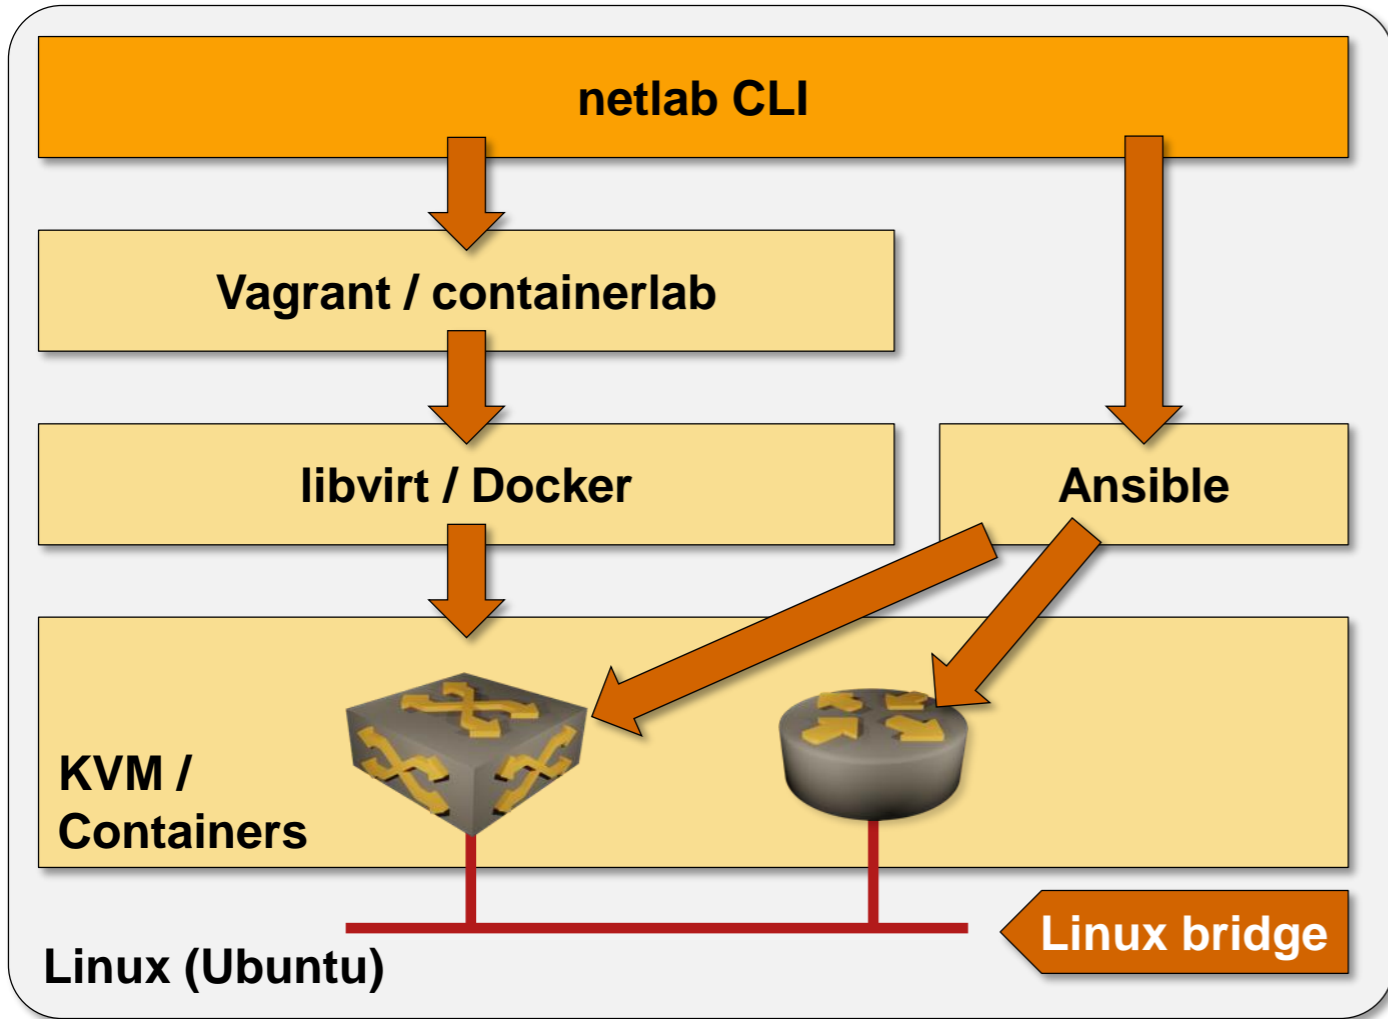 netlab CLI
Vagrant / containerlab
libvirt / Docker
Ansible
KVM /
Containers
Linux bridge
Linux (Ubuntu)